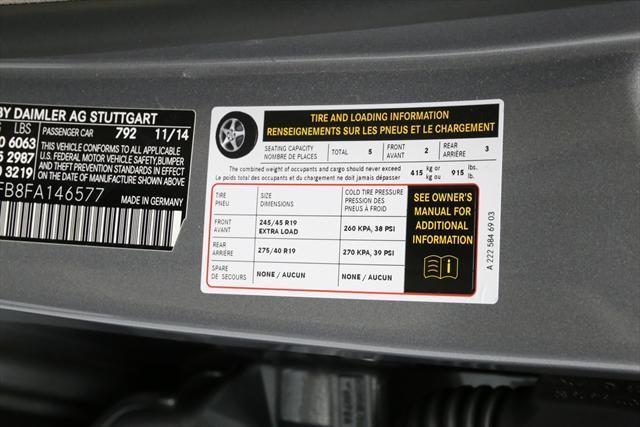 BY DAIMLER AG STUTTGART
LBS
PASSENGER CAR 792 11/14
6063
2987
3219
THIS VEHICLE CONFORMS TO ALL APPLICABLE
U.S. FEDERAL MOTOR VEHICLE SAFETY,BUMPER
AND THEFT PREVENTION STANDARDS IN EFFECT
ON THE DATE OF MANUFACTURE SHOWN ABOVE.
FB8FA146577
MADE IN GERMANY
TIRE AND LOADING INFORMATION
RENSEIGNEMENTS SUR LES PNEUS ET LE CHARGEMENT
SEATING CAPACITY
NOMBRE DE PLACES
TOTAL 5
FRONT
AVANT
2
REAR
ARRIÈRE
3
The combined weight of occupants and cargo should never exceed
Le poids total des occupants et du chargement ne doit jamais dépasser
415 kg or
kg ou
915 lbs.
lb.
TIRE
PNEU
SIZE
DIMENSIONS
COLD TIRE PRESSURE
PRESSION DES
PNEUS À FROID
FRONT
AVANT
245/45 R19
EXTRA LOAD
260 KPA, 38 PSI
REAR
ARRIÈRE
275/40 R19
270 KPA, 39 PSI
SPARE
DE SECOURS
NONE / AUCUN
NONE / AUCUN
SEE OWNER'S
MANUAL FOR
ADDITIONAL
INFORMATION
A 222 584 69 03